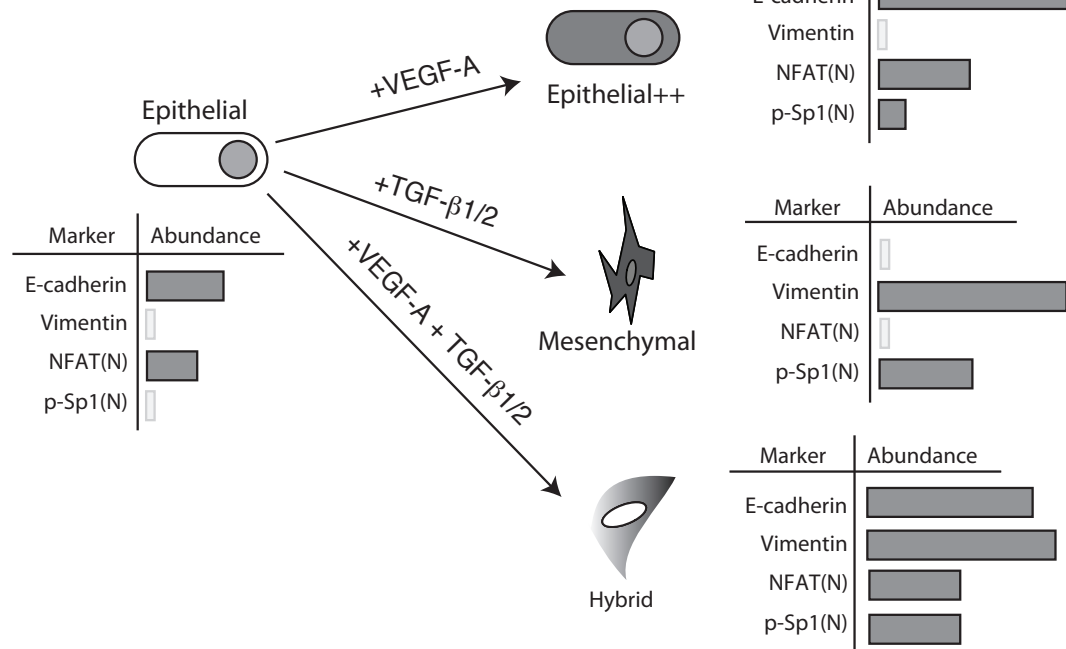 E-cadherin
Vimentin
NFAT(N)
p-Sp1(N)
+VEGF-A
Epithelial++
Epithelial
+TGF-β1/2
Mesenchymal
+VEGF-A + TGF-β1/2
Hybrid
Marker Abundance
E-cadherin
Vimentin
NFAT(N)
p-Sp1(N)
Marker Abundance
E-cadherin
Vimentin
NFAT(N)
p-Sp1(N)
Marker Abundance
E-cadherin
Vimentin
NFAT(N)
p-Sp1(N)